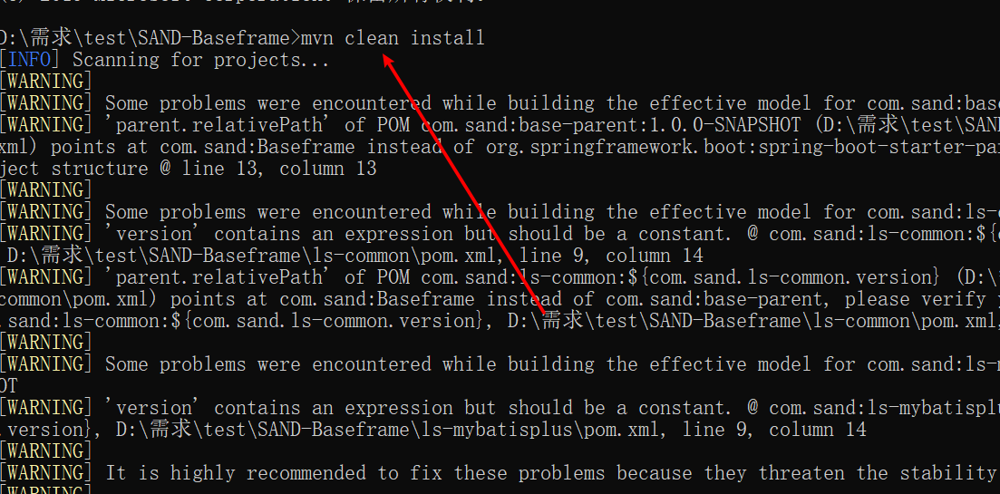 D:\需求\test\SAND-Baseframe>mvn clean install
[INFO] Scanning for projects...
[WARNING]
[WARNING] Some problems were encountered while building the effective model for com.sand:base
[WARNING] 'parent.relativePath' of POM com.sand:base-parent:1.0.0-SNAPSHOT (D:\需求\test\SAND
xml) points at com.sand:Baseframe instead of org.springframework.boot:spring-boot-starter-pa
ject structure @ line 13, column 13
[WARNING]
[WARNING] Some problems were encountered while building the effective model for com.sand:ls-c
[WARNING] 'version' contains an expression but should be a constant. @ com.sand:ls-common:${c
D:\需求\test\SAND-Baseframe\ls-common\pom.xml, line 9, column 14
[WARNING] 'parent.relativePath' of POM com.sand:ls-common:${com.sand.ls-common.version} (D:\
common\pom.xml) points at com.sand:Baseframe instead of com.sand:base-parent, please verify y
.sand:ls-common:${com.sand.ls-common.version}, D:\需求\test\SAND-Baseframe\ls-common\pom.xml,
[WARNING]
[WARNING] Some problems were encountered while building the effective model for com.sand:ls-m
OT
[WARNING] 'version' contains an expression but should be a constant. @ com.sand:ls-mybatispl
.version}, D:\需求\test\SAND-Baseframe\ls-mybatisplus\pom.xml, line 9, column 14
[WARNING]
[WARNING] It is highly recommended to fix these problems because they threaten the stability
[WARNING]